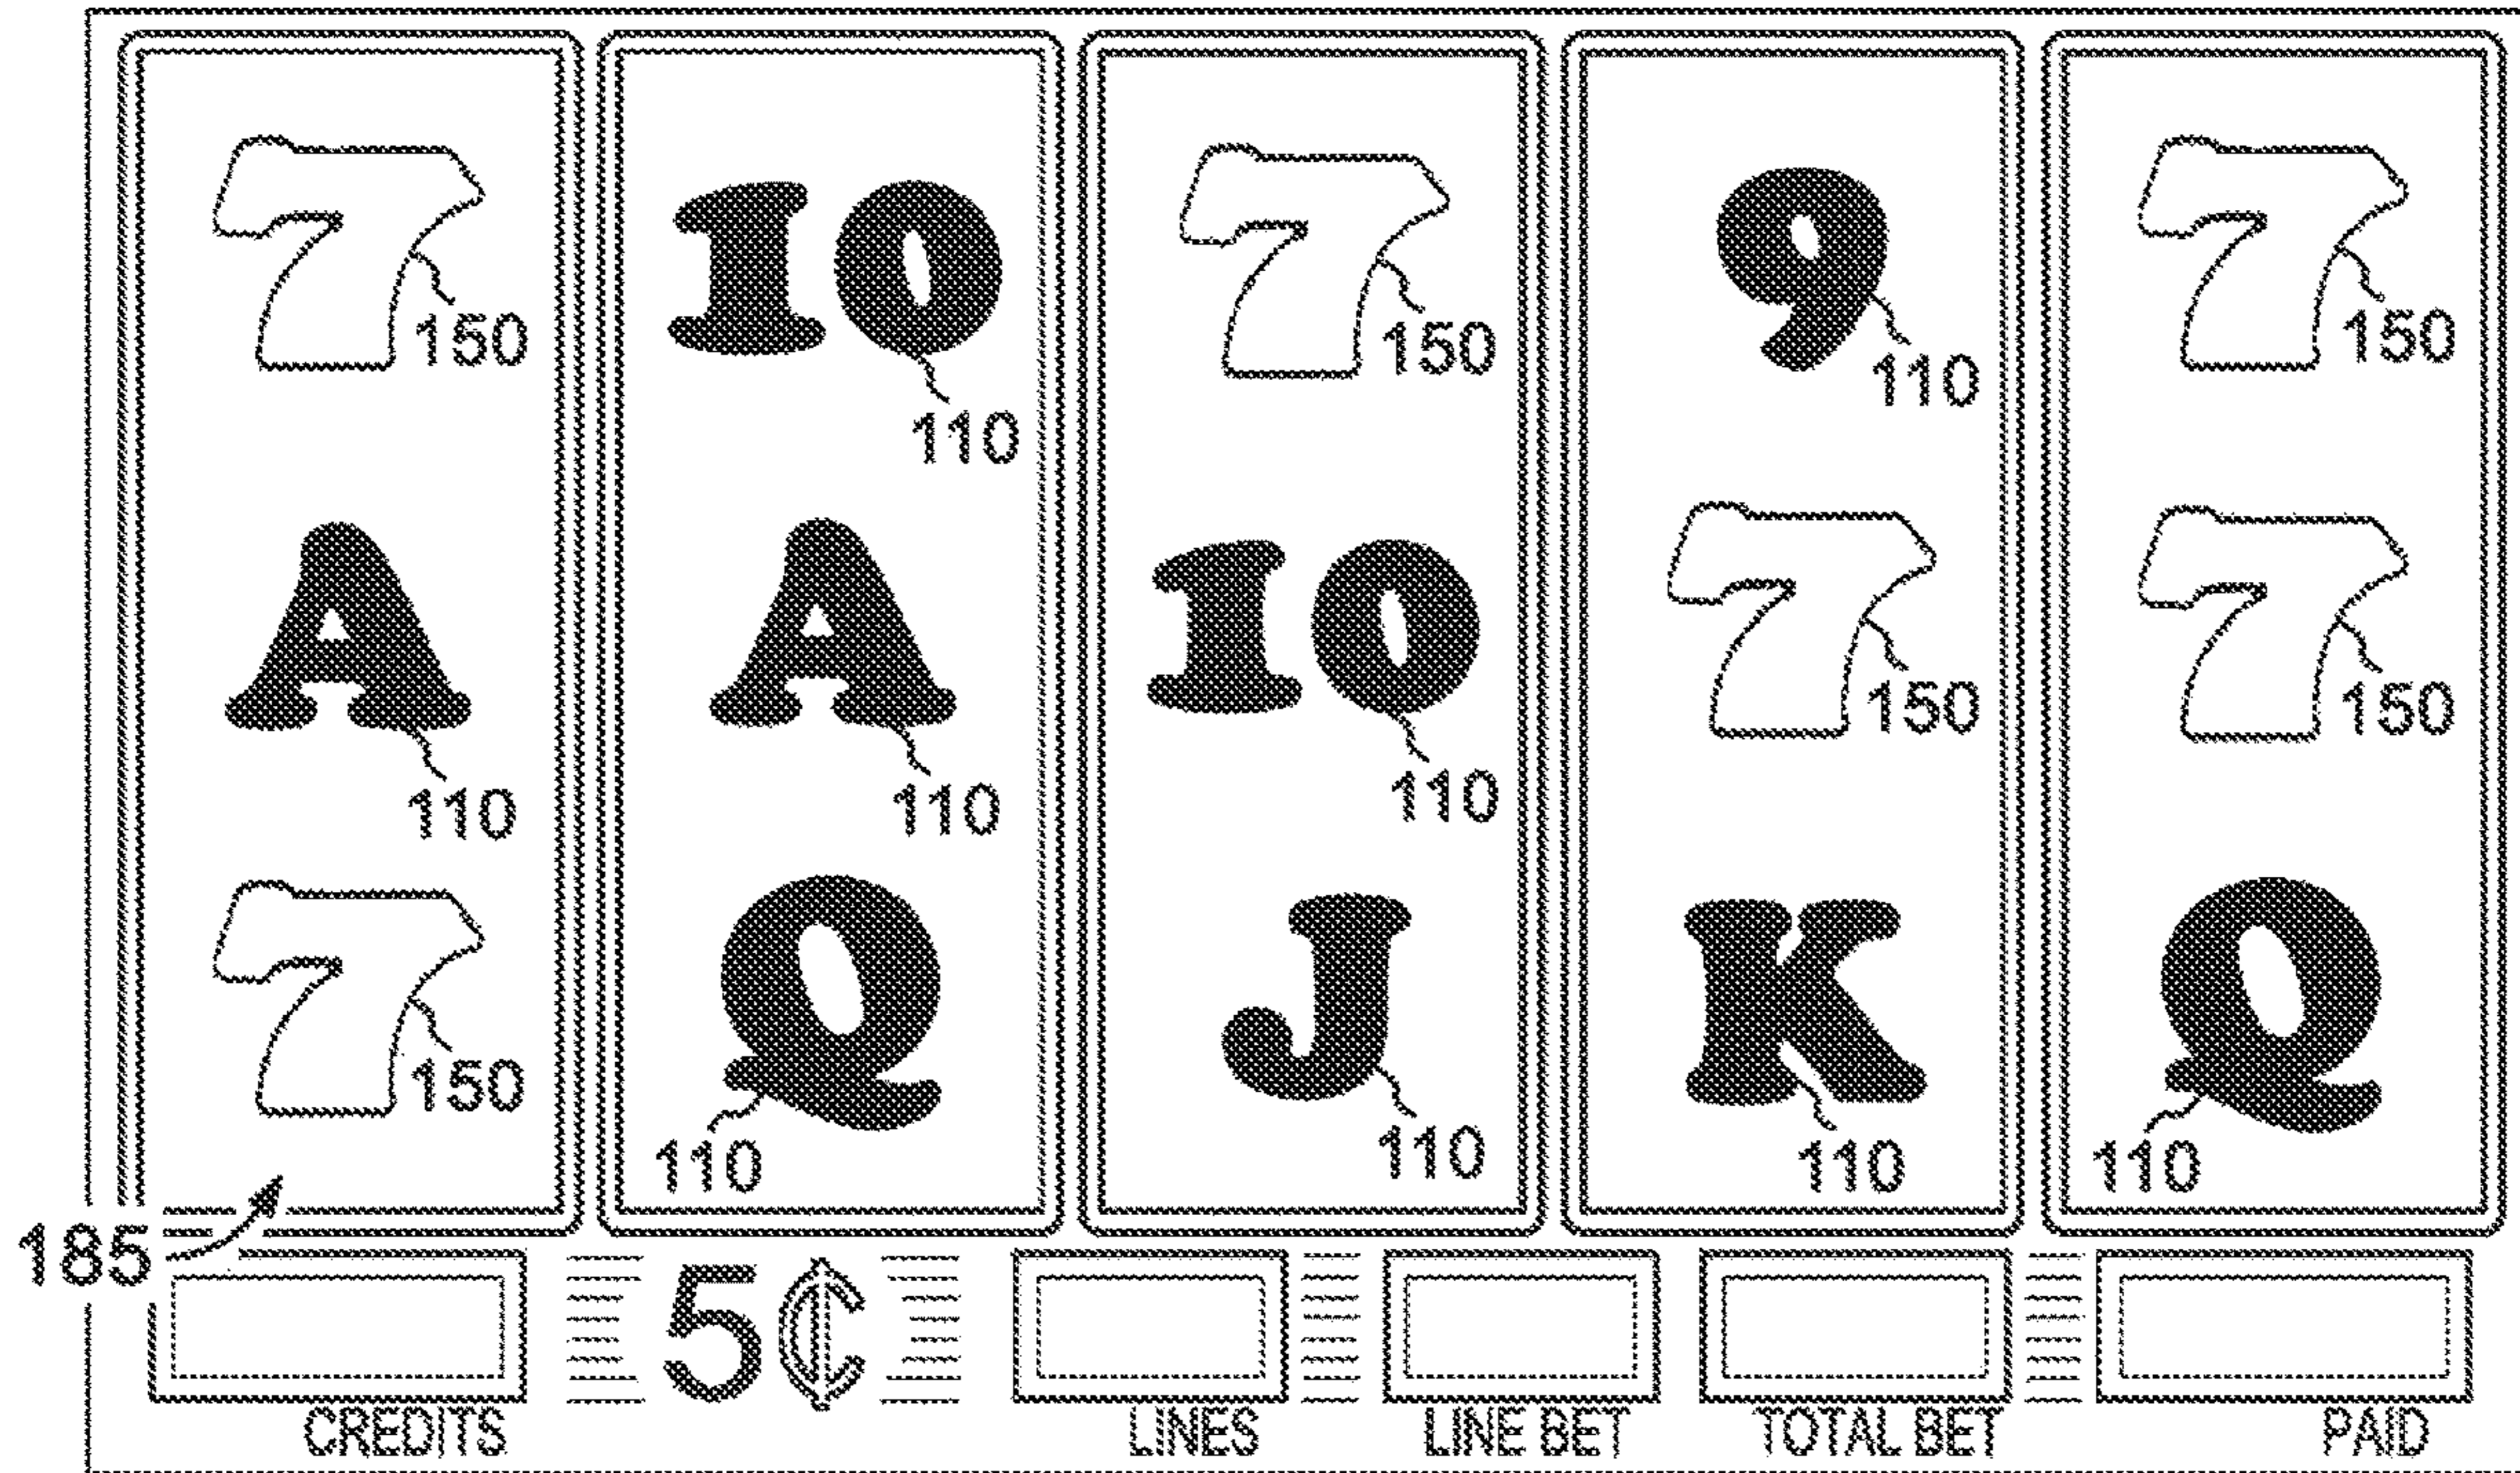 7 10 7 9 7
150 110 150 110 150
A A 10 7 7
110 110 110 150 150
7 Q J K Q
150 110 110 110 110
185
5¢
CREDITS LINES LINE BET TOTAL BET PAID